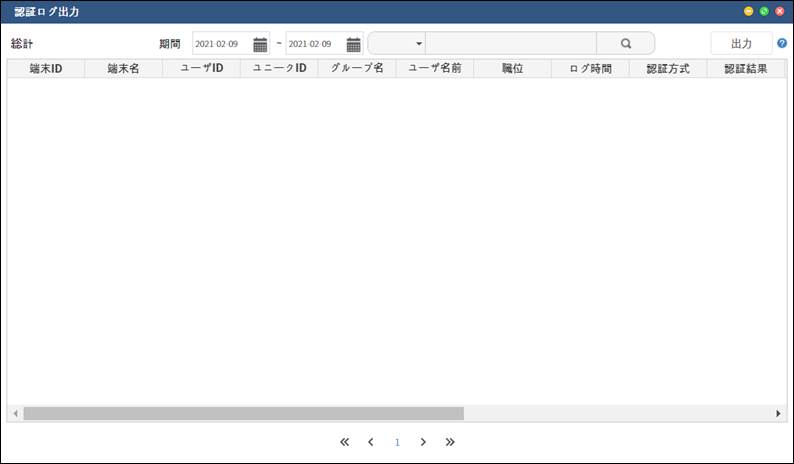 認証ログ出力
総計 期間 2021-02-09 ~ 2021-02-09 出力 ?
端末ID 端末名 ユーザID ユニークID グループ名 ユーザ名前 職位 ログ時間 認証方式 認証結果
1